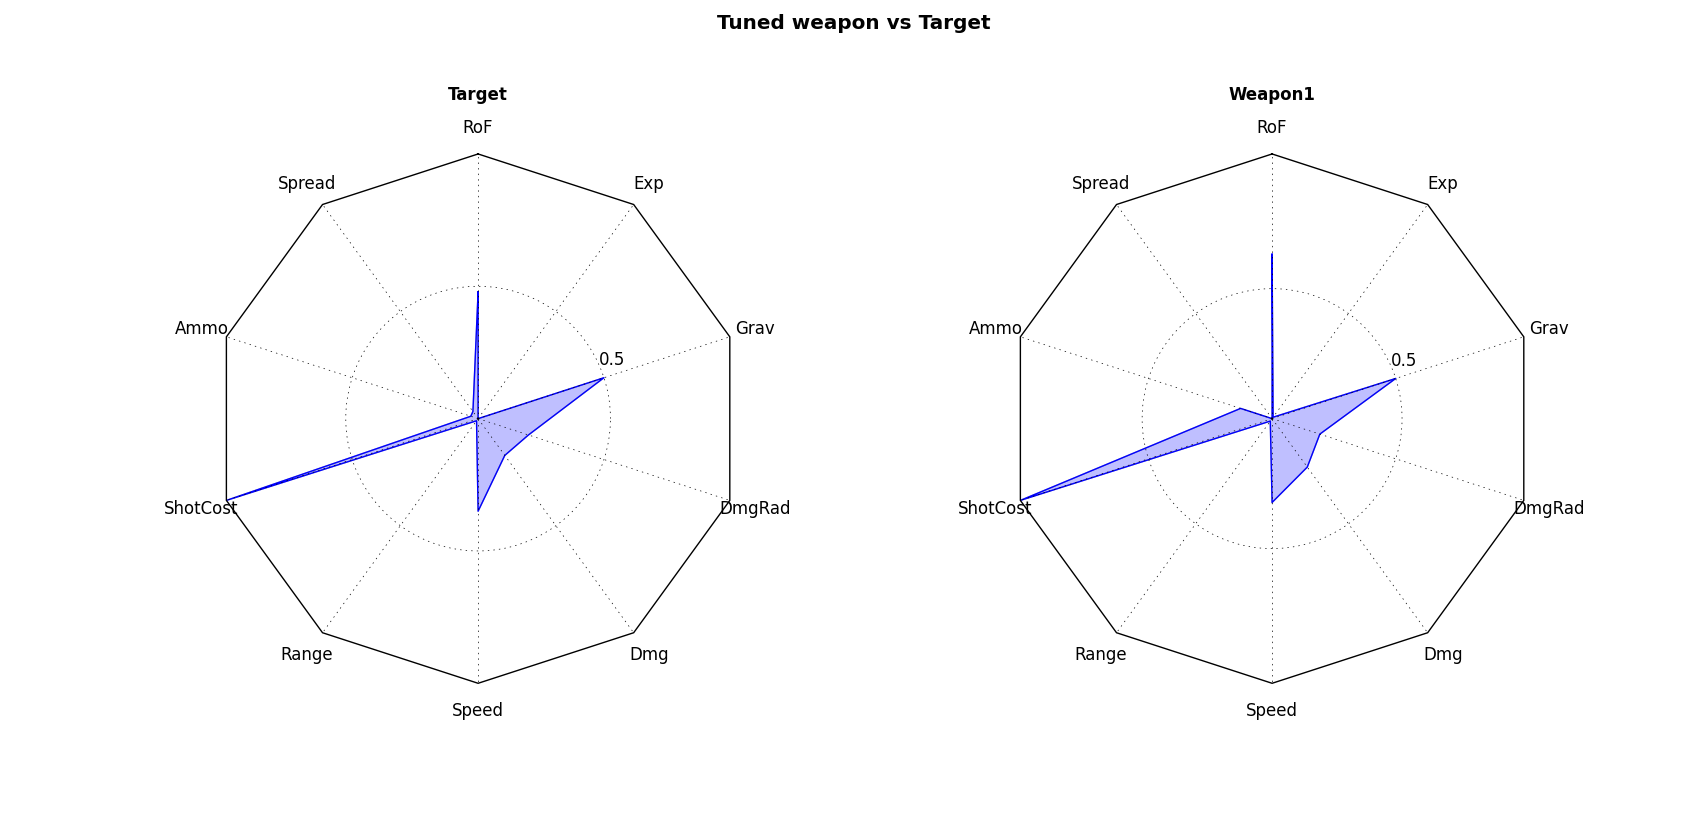 Tuned weapon vs Target
Target
RoF
Spread
Exp
Ammo
Grav
0.5
ShotCost
DmgRad
Range
Dmg
Speed
Weapon1
RoF
Spread
Exp
Ammo
Grav
0.5
ShotCost
DmgRad
Range
Dmg
Speed